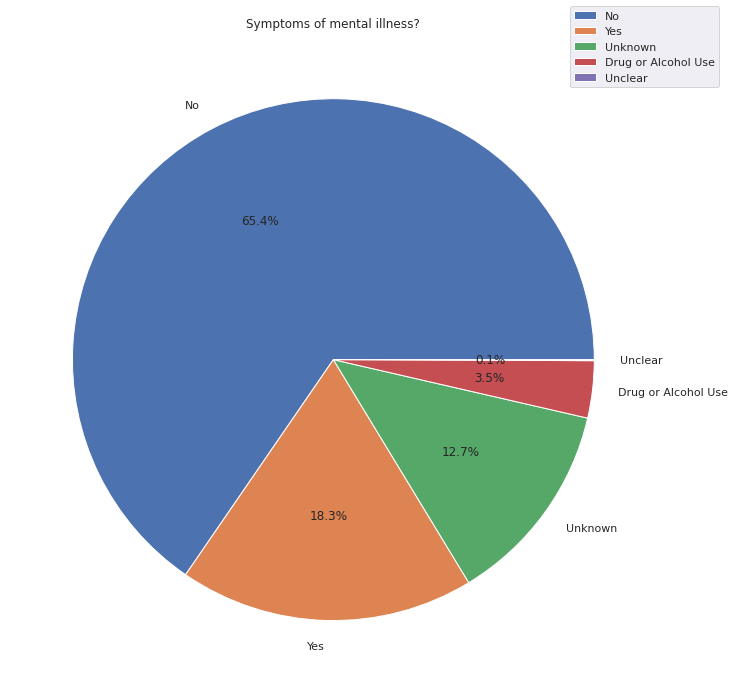 Symptoms of mental illness?
No
Yes
Unknown
Drug or Alcohol Use
Unclear
No
65.4%
0.1%
Unclear
3.5%
Drug or Alcohol Use
12.7%
18.3%
Unknown
Yes